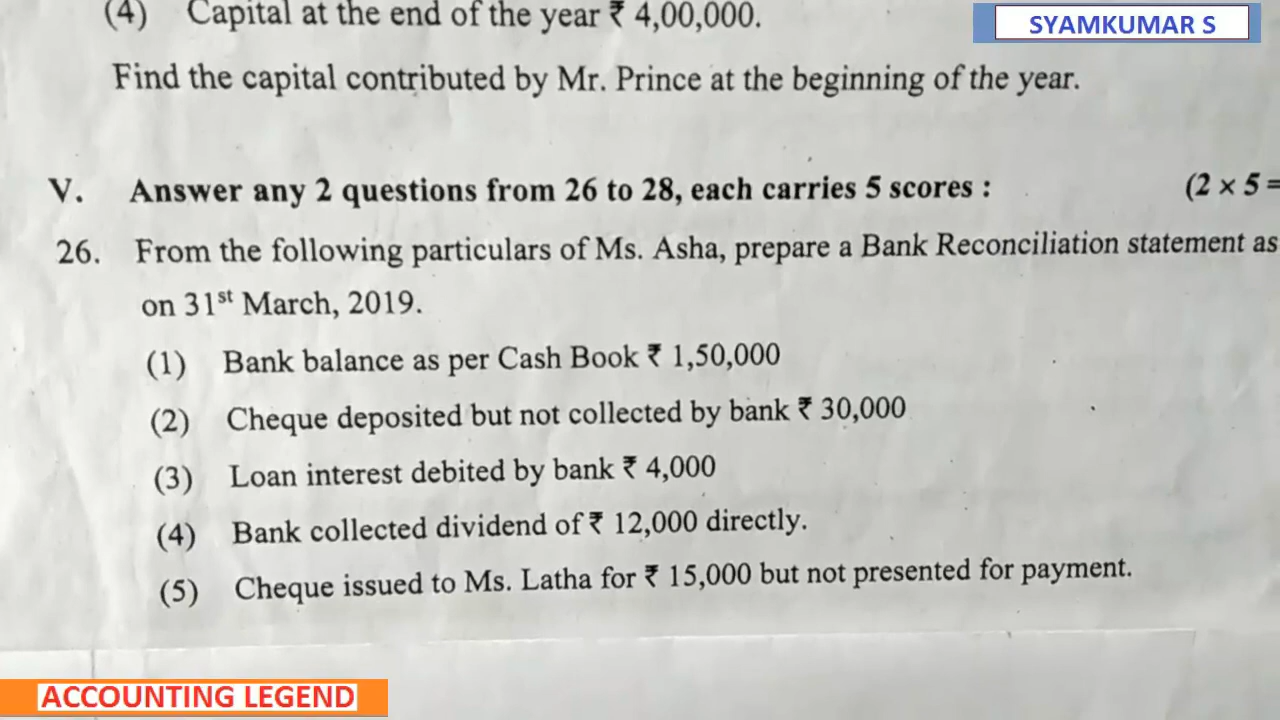 (4) Capital at the end of the year ₹ 4,00,000.
SYAMKUMAR S
Find the capital contributed by Mr. Prince at the beginning of the year.
V. Answer any 2 questions from 26 to 28, each carries 5 scores : (2 × 5 =
26. From the following particulars of Ms. Asha, prepare a Bank Reconciliation statement as
on 31st March, 2019.
(1) Bank balance as per Cash Book ₹ 1,50,000
(2) Cheque deposited but not collected by bank ₹ 30,000
(3) Loan interest debited by bank ₹ 4,000
(4) Bank collected dividend of ₹ 12,000 directly.
(5) Cheque issued to Ms. Latha for ₹ 15,000 but not presented for payment.
ACCOUNTING LEGEND